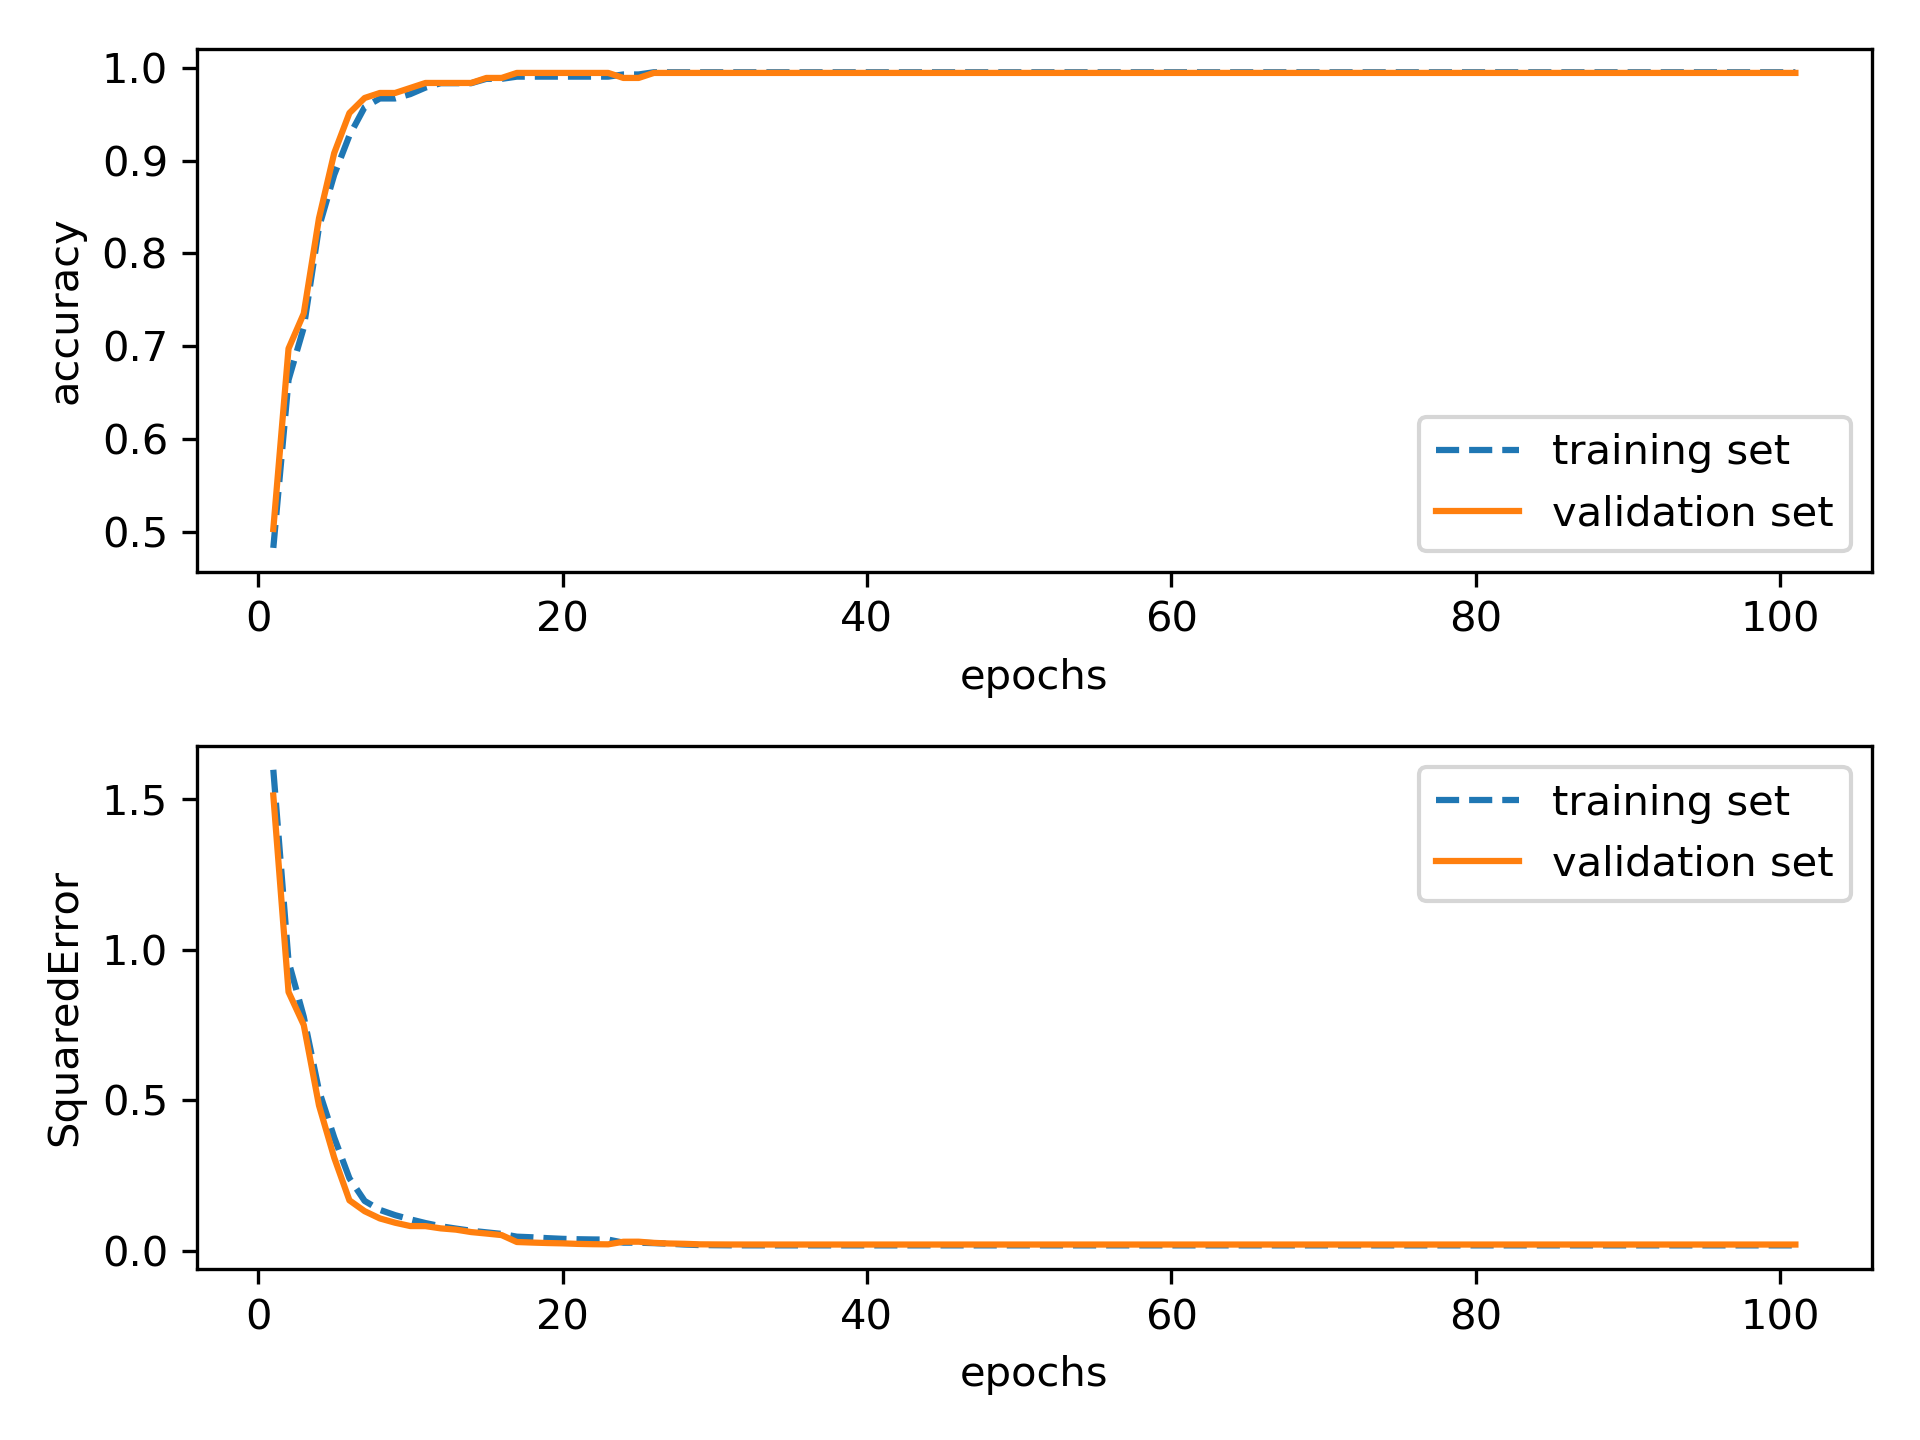 1.0
0.9
0.8
0.7
0.6
0.5
accuracy
training set
validation set
0 20 40 60 80 100
epochs
1.5
1.0
0.5
0.0
SquaredError
training set
validation set
0 20 40 60 80 100
epochs